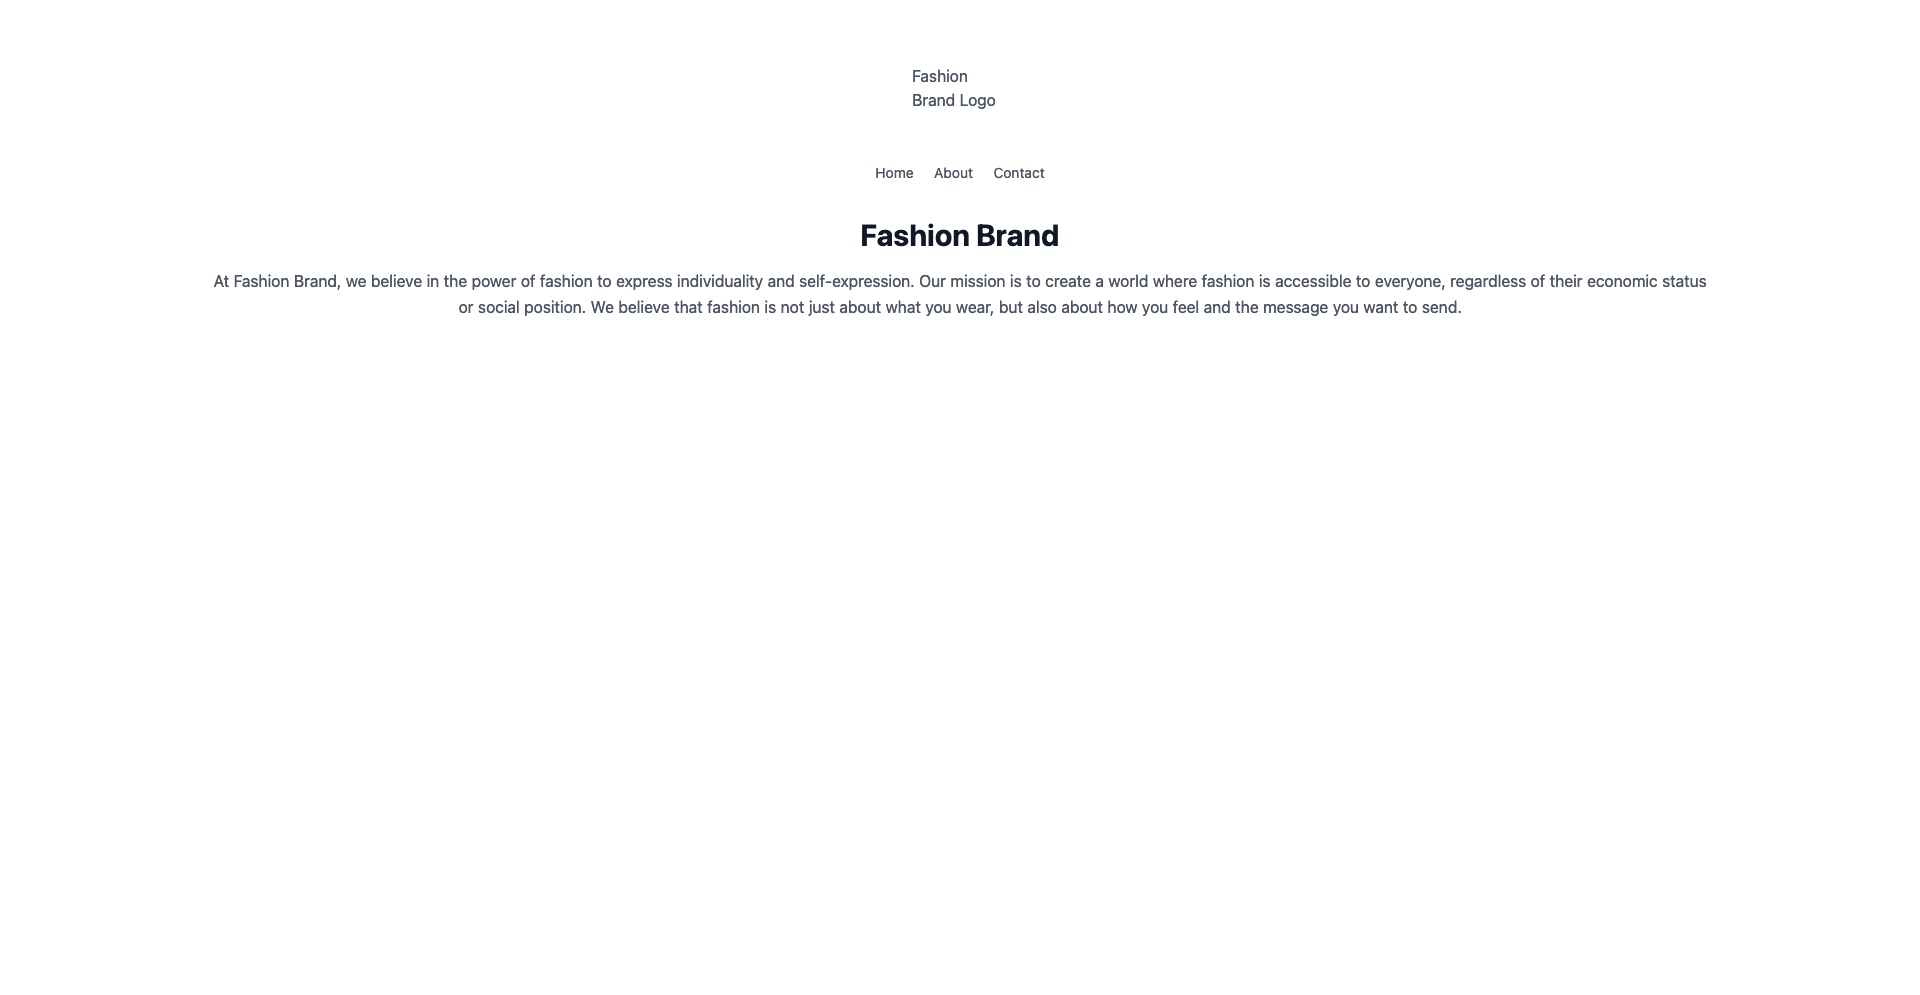 Fashion
Brand Logo
Home About Contact
Fashion Brand
At Fashion Brand, we believe in the power of fashion to express individuality and self-expression. Our mission is to create a world where fashion is accessible to everyone, regardless of their economic status
or social position. We believe that fashion is not just about what you wear, but also about how you feel and the message you want to send.